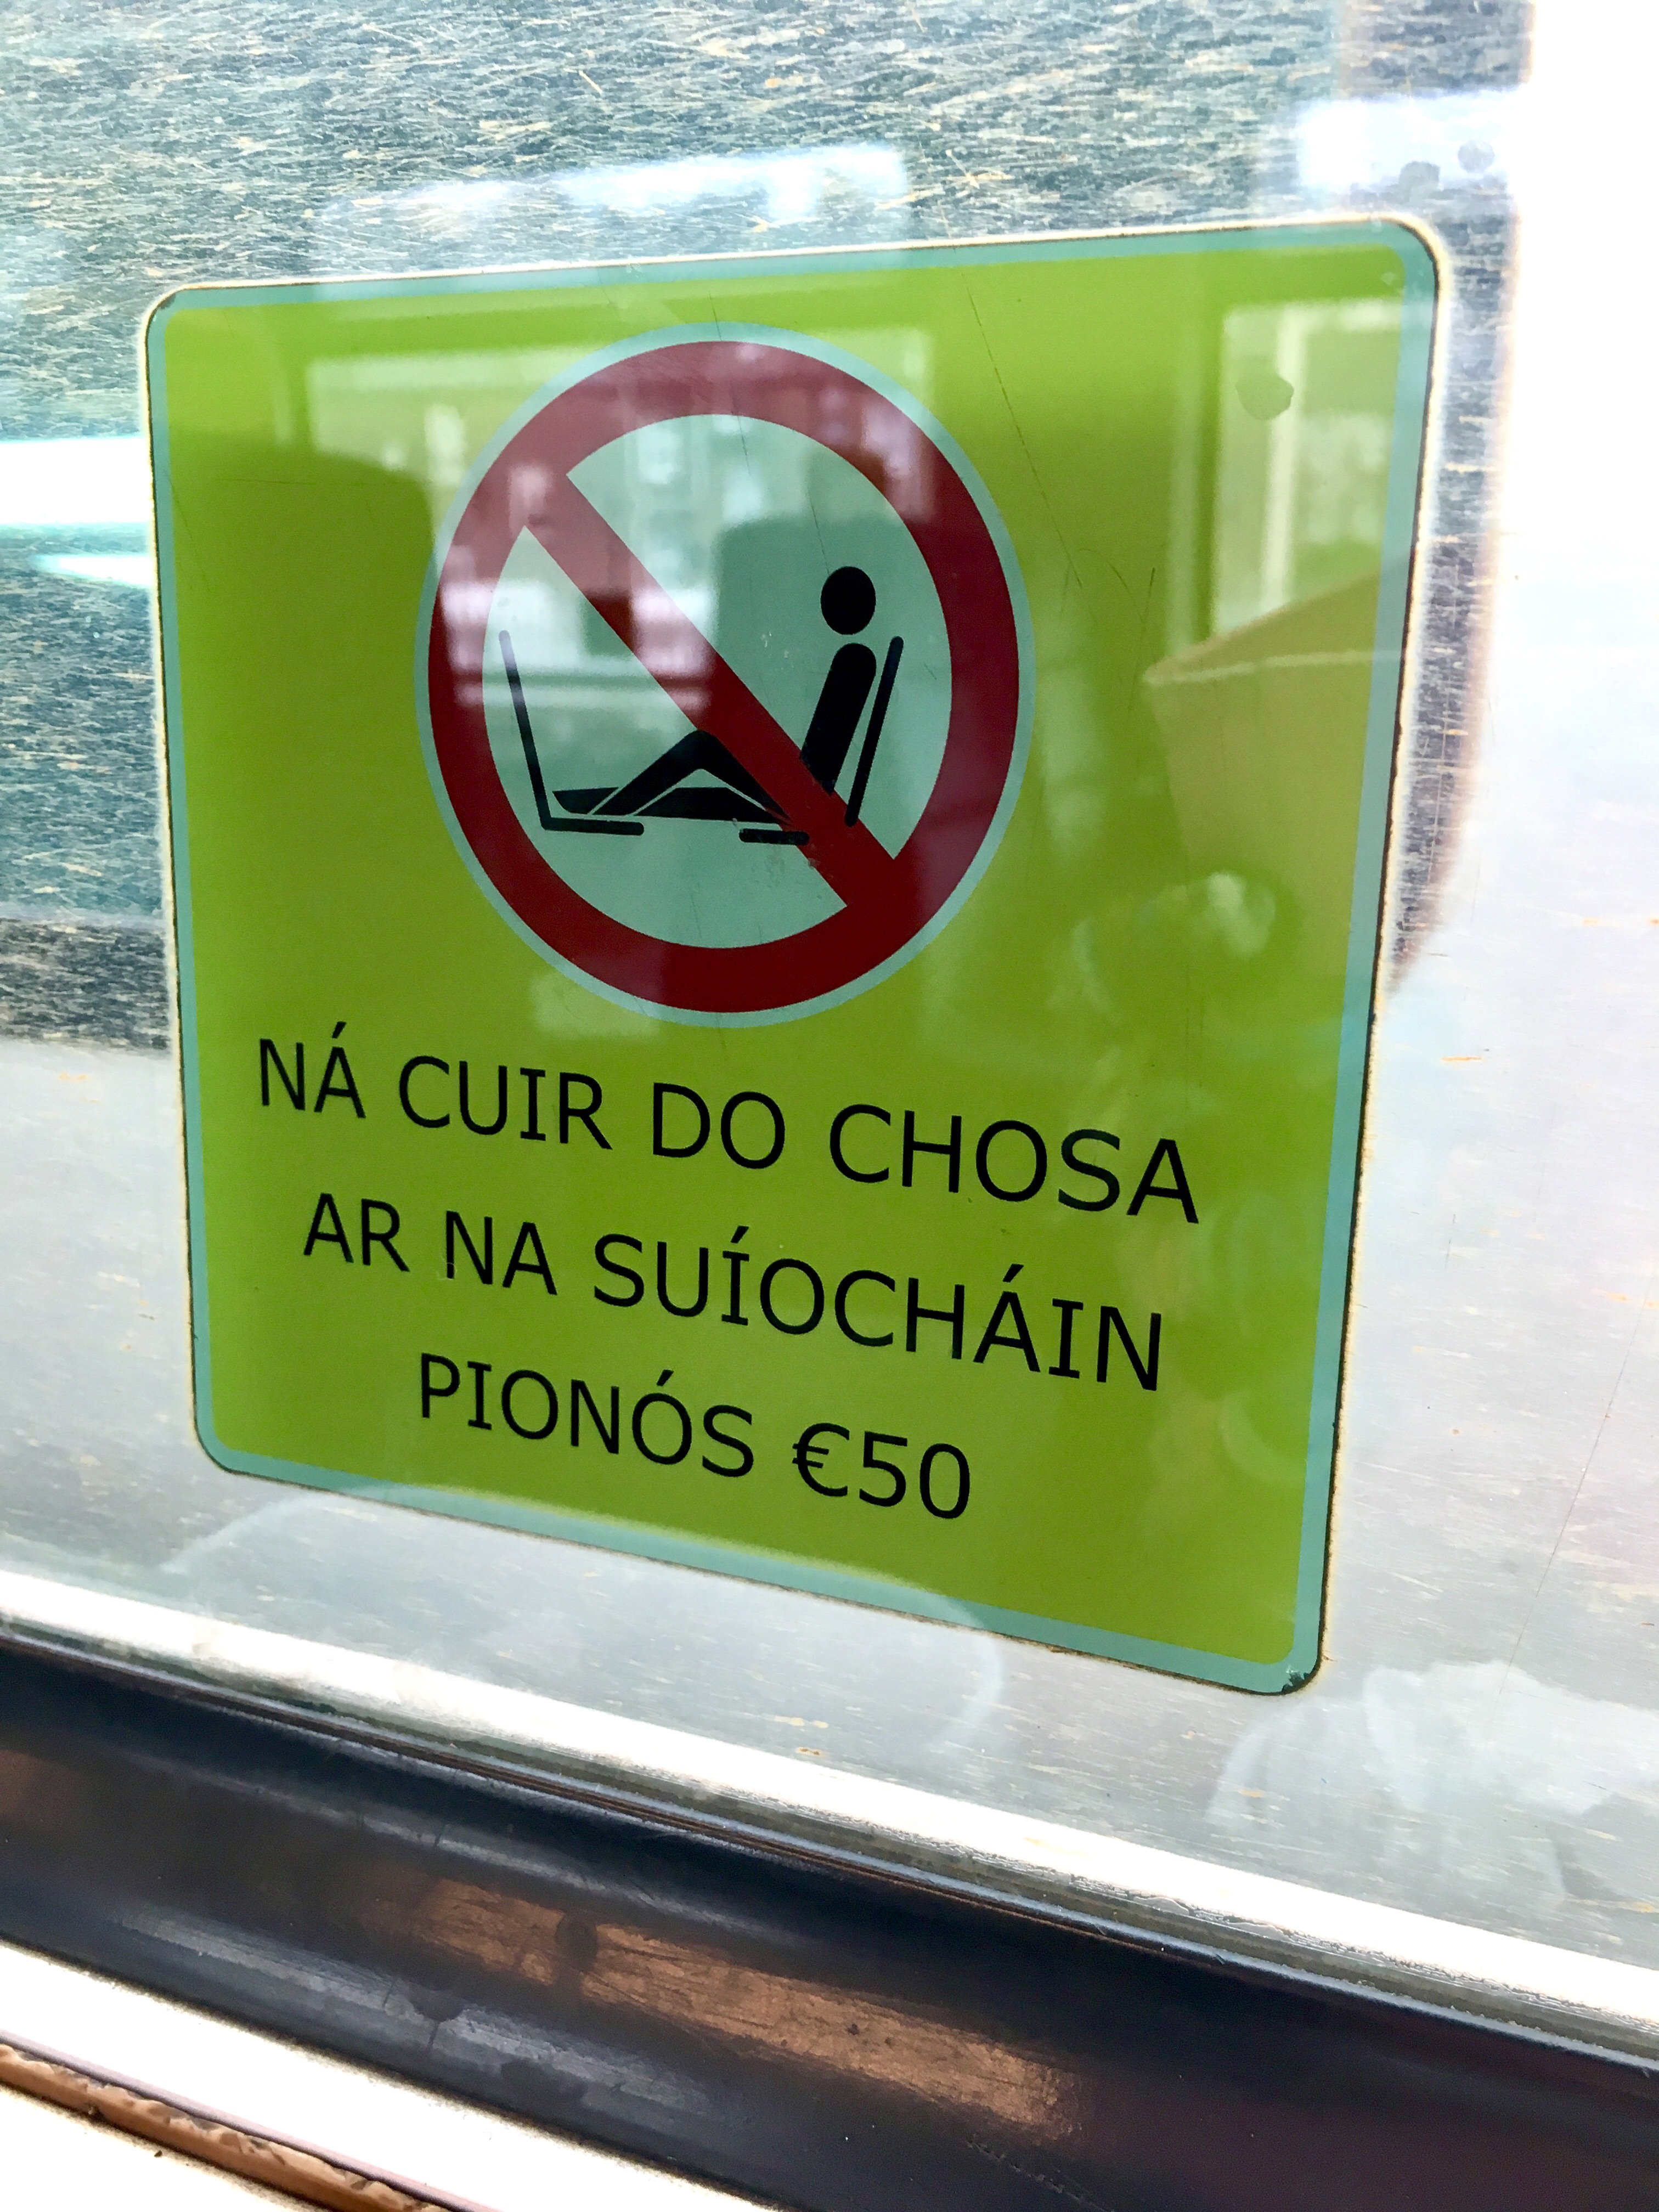 NÁ CUIR DO CHOSA
AR NA SUÍOCHÁIN
PIONÓS €50